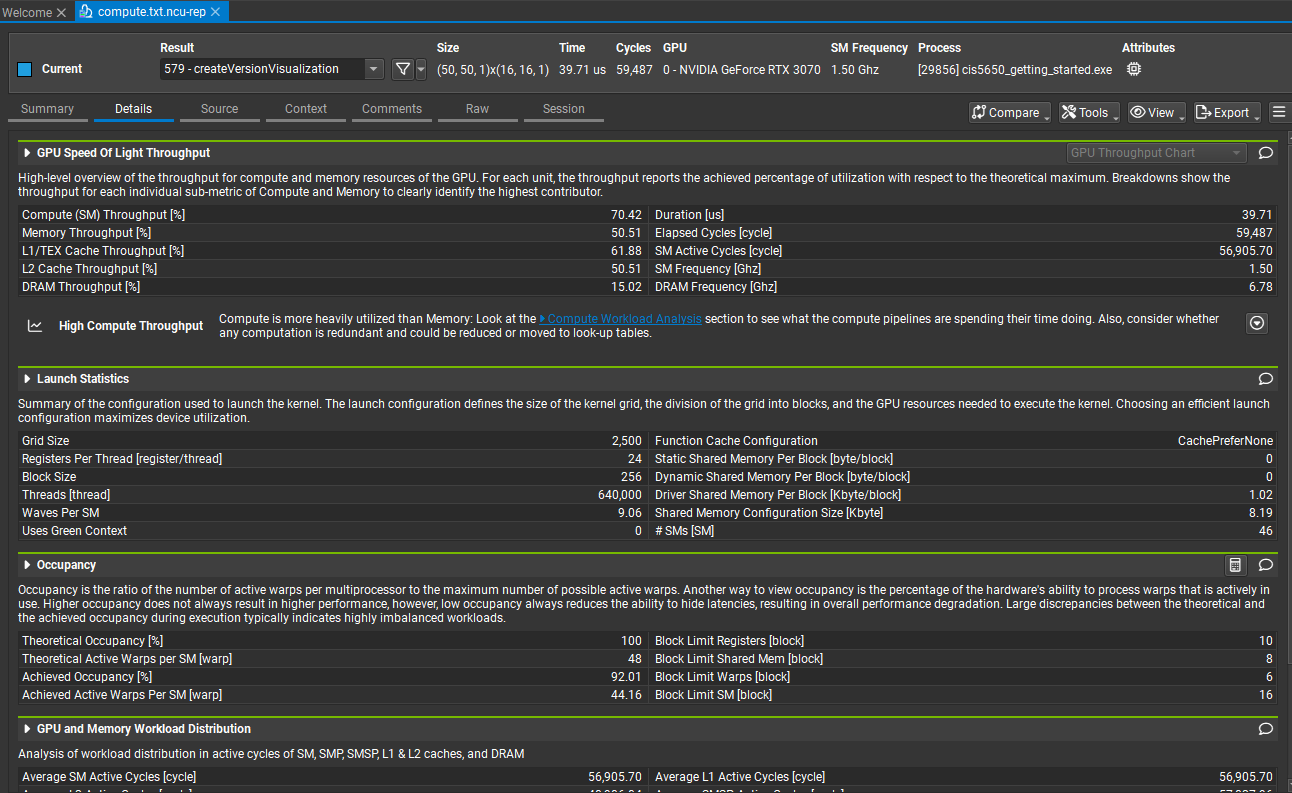 Welcome
compute.txt.ncu-rep
Result Size Time Cycles GPU SM Frequency Process Attributes
Current 579 - createVersionVisualization (50, 50, 1)x(16, 16, 1) 39.71 us 59,487 0 - NVIDIA GeForce RTX 3070 1.50 Ghz [29856] cis5650_getting_started.exe
Summary Details Source Context Comments Raw Session Compare Tools View Export
GPU Speed Of Light Throughput GPU Throughput Chart
High-level overview of the throughput for compute and memory resources of the GPU. For each unit, the throughput reports the achieved percentage of utilization with respect to the theoretical maximum. Breakdowns show the
throughput for each individual sub-metric of Compute and Memory to clearly identify the highest contributor.
Compute (SM) Throughput [%] 70.42 Duration [us] 39.71
Memory Throughput [%] 50.51 Elapsed Cycles [cycle] 59,487
L1/TEX Cache Throughput [%] 61.88 SM Active Cycles [cycle] 56,905.70
L2 Cache Throughput [%] 50.51 SM Frequency [Ghz] 1.50
DRAM Throughput [%] 15.02 DRAM Frequency [Ghz] 6.78
High Compute Throughput
Compute is more heavily utilized than Memory: Look at the Compute Workload Analysis section to see what the compute pipelines are spending their time doing. Also, consider whether
any computation is redundant and could be reduced or moved to look-up tables.
Launch Statistics
Summary of the configuration used to launch the kernel. The launch configuration defines the size of the kernel grid, the division of the grid into blocks, and the GPU resources needed to execute the kernel. Choosing an efficient launch
configuration maximizes device utilization.
Grid Size 2,500 Function Cache Configuration CachePreferNone
Registers Per Thread [register/thread] 24 Static Shared Memory Per Block [byte/block] 0
Block Size 256 Dynamic Shared Memory Per Block [byte/block] 0
Threads [thread] 640,000 Driver Shared Memory Per Block [Kbyte/block] 1.02
Waves Per SM 9.06 Shared Memory Configuration Size [Kbyte] 8.19
Uses Green Context 0 # SMs [SM] 46
Occupancy
Occupancy is the ratio of the number of active warps per multiprocessor to the maximum number of possible active warps. Another way to view occupancy is the percentage of the hardware's ability to process warps that is actively in
use. Higher occupancy does not always result in higher performance, however, low occupancy always reduces the ability to hide latencies, resulting in overall performance degradation. Large discrepancies between the theoretical and
the achieved occupancy during execution typically indicates highly imbalanced workloads.
Theoretical Occupancy [%] 100 Block Limit Registers [block] 10
Theoretical Active Warps per SM [warp] 48 Block Limit Shared Mem [block] 8
Achieved Occupancy [%] 92.01 Block Limit Warps [block] 6
Achieved Active Warps Per SM [warp] 44.16 Block Limit SM [block] 16
GPU and Memory Workload Distribution
Analysis of workload distribution in active cycles of SM, SMP, SMSP, L1 & L2 caches, and DRAM
Average SM Active Cycles [cycle] 56,905.70 Average L1 Active Cycles [cycle] 56,905.70